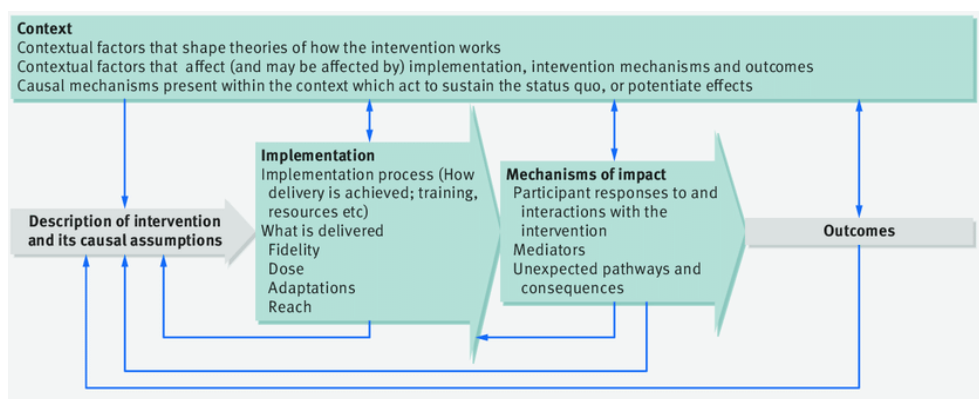 Context
Contextual factors that shape theories of how the intervention works
Contextual factors that affect (and may be affected by) implementation, intervention mechanisms and outcomes
Causal mechanisms present within the context which act to sustain the status quo, or potentiate effects
Description of intervention
and its causal assumptions
Implementation
Implementation process (How
delivery is achieved; training,
resources etc)
What is delivered
Fidelity
Dose
Adaptations
Reach
Mechanisms of impact
Participant responses to and
interactions with the
intervention
Mediators
Unexpected pathways and
consequences
Outcomes